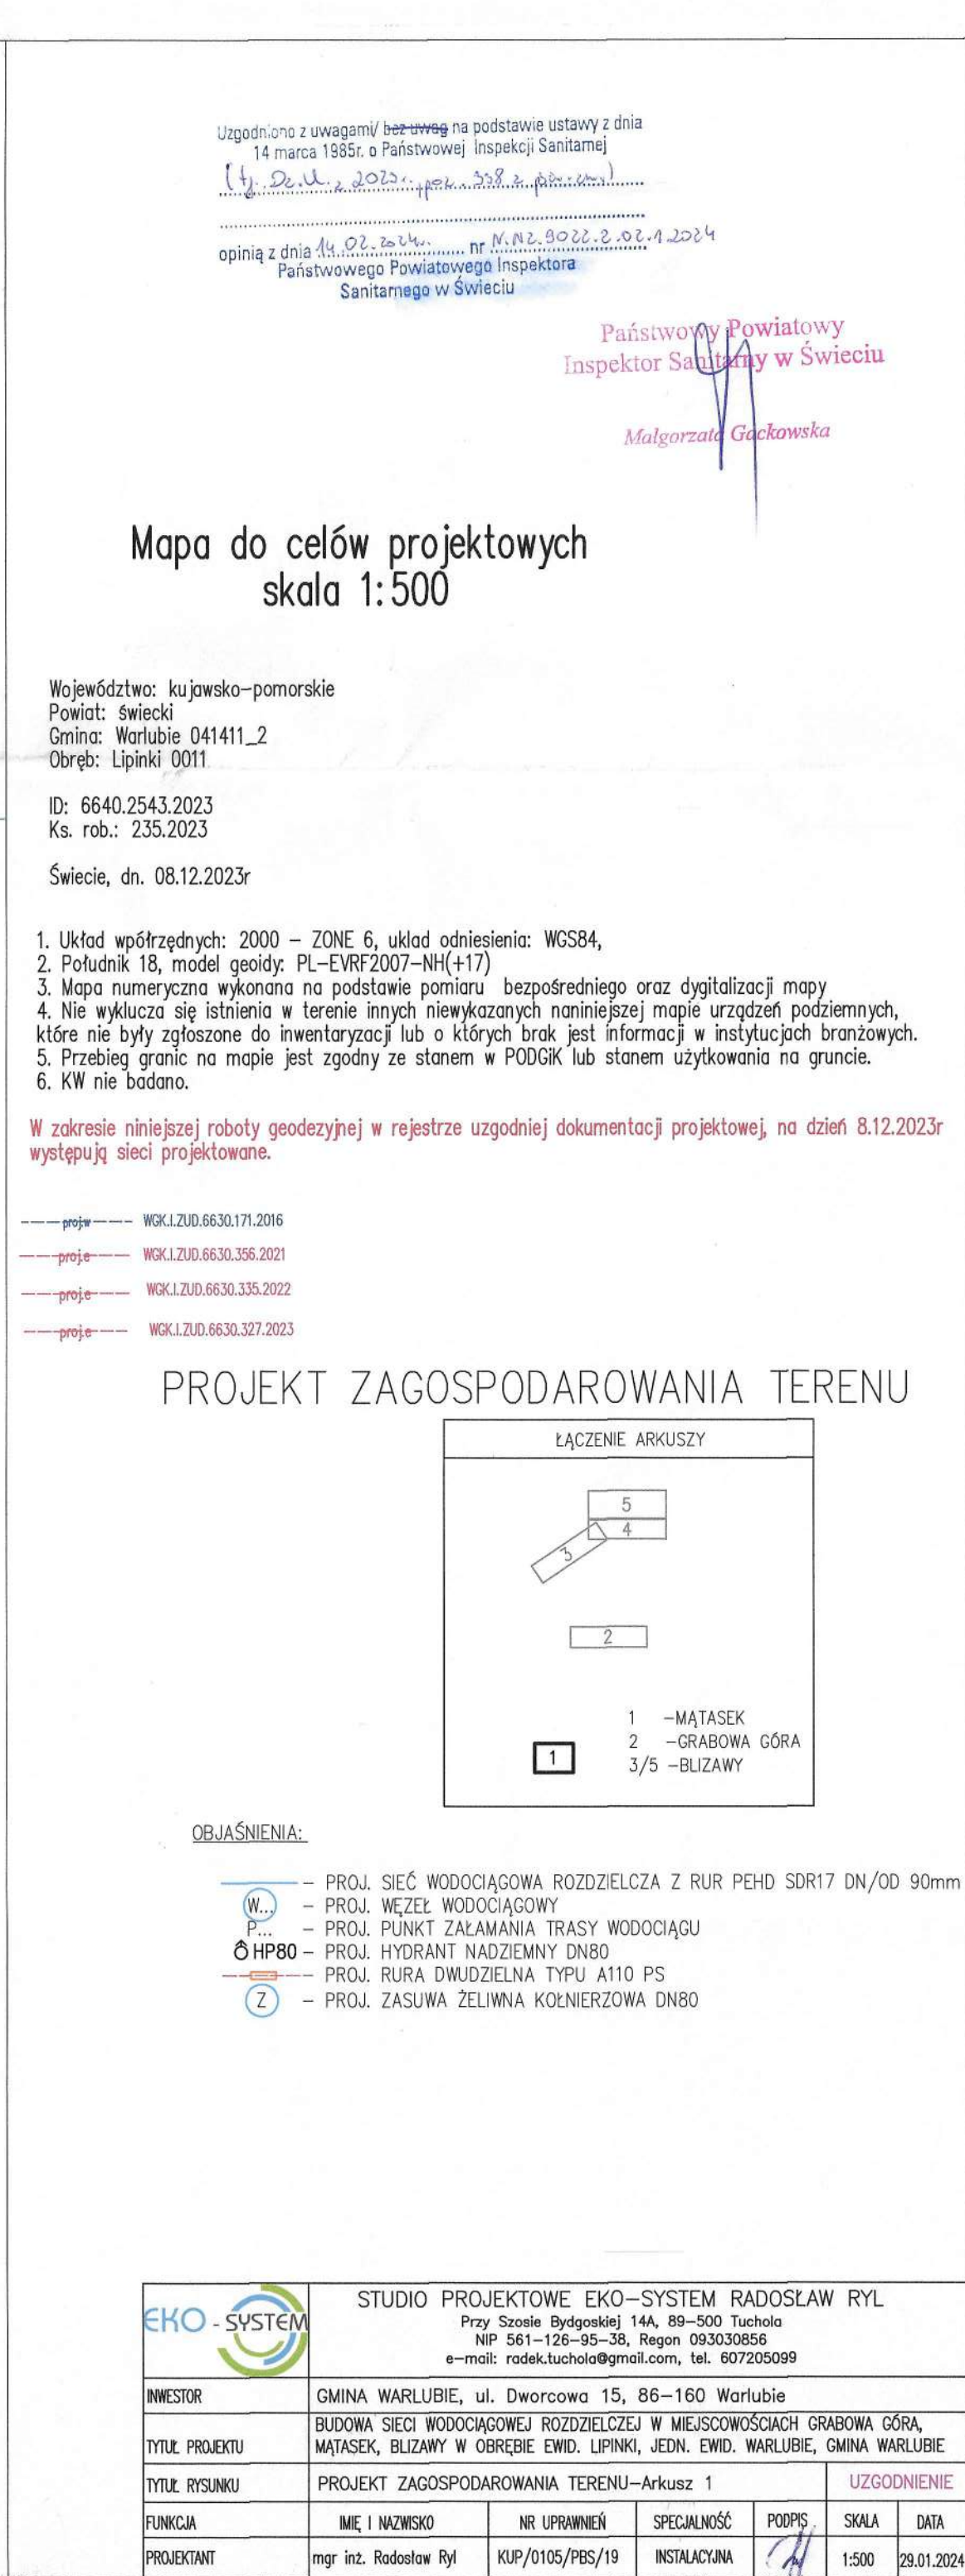 Uzgodniono z uwagami/ bez uwag na podstawie ustawy z dnia
14 marca 1985r. o Państwowej Inspekcji Sanitarnej
(tj. Dz.U. z 2023r. poz. 338 z późn. zm)
opinią z dnia 14.02.2024r. nr N.NZ.9022.2.02.1.2024
Państwowego Powiatowego Inspektora
Sanitarnego w Świeciu
Państwowy Powiatowy
Inspektor Sanitarny w Świeciu
Małgorzata Gackowska
Mapa do celów projektowych
skala 1:500
Województwo: kujawsko-pomorskie
Powiat: świecki
Gmina: Warlubie 041411_2
Obręb: Lipinki 0011
ID: 6640.2543.2023
Ks. rob.: 235.2023
Świecie, dn. 08.12.2023r
1. Układ wpółrzędnych: 2000 – ZONE 6, uklad odniesienia: WGS84,
2. Południk 18, model geoidy: PL-EVRF2007-NH(+17)
3. Mapa numeryczna wykonana na podstawie pomiaru bezpośredniego oraz dygitalizacji mapy
4. Nie wyklucza się istnienia w terenie innych niewykazanych naniniejszej mapie urządzeń podziemnych,
które nie były zgłoszone do inwentaryzacji lub o których brak jest informacji w instytucjach branżowych.
5. Przebieg granic na mapie jest zgodny ze stanem w PODGiK lub stanem użytkowania na gruncie.
6. KW nie badano.
W zakresie niniejszej roboty geodezyjnej w rejestrze uzgodniej dokumentacji projektowej, na dzień 8.12.2023r
występują sieci projektowane.
proj.w WGK.I.ZUD.6630.171.2016
proj.e WGK.I.ZUD.6630.356.2021
proj.e WGK.I.ZUD.6630.335.2022
proj.e WGK.I.ZUD.6630.327.2023
PROJEKT ZAGOSPODAROWANIA TERENU
ŁĄCZENIE ARKUSZY
5
4
3
2
1 –MĄTASEK
2 –GRABOWA GÓRA
3/5 –BLIZAWY
1
OBJAŚNIENIA:
– PROJ. SIEĆ WODOCIĄGOWA ROZDZIELCZA Z RUR PEHD SDR17 DN/OD 90mm
W... – PROJ. WĘZEŁ WODOCIĄGOWY
P... – PROJ. PUNKT ZAŁAMANIA TRASY WODOCIĄGU
HP80 – PROJ. HYDRANT NADZIEMNY DN80
– PROJ. RURA DWUDZIELNA TYPU A110 PS
Z – PROJ. ZASUWA ŻELIWNA KOŁNIERZOWA DN80
EKO - SYSTEM
STUDIO PROJEKTOWE EKO-SYSTEM RADOSŁAW RYL
Przy Szosie Bydgoskiej 14A, 89-500 Tuchola
NIP 561-126-95-38, Regon 093030856
e-mail: radek.tuchola@gmail.com, tel. 607205099
INWESTOR GMINA WARLUBIE, ul. Dworcowa 15, 86-160 Warlubie
TYTUŁ PROJEKTU BUDOWA SIECI WODOCIĄGOWEJ ROZDZIELCZEJ W MIEJSCOWOŚCIACH GRABOWA GÓRA,
MĄTASEK, BLIZAWY W OBRĘBIE EWID. LIPINKI, JEDN. EWID. WARLUBIE, GMINA WARLUBIE
TYTUŁ RYSUNKU PROJEKT ZAGOSPODAROWANIA TERENU-Arkusz 1 UZGODNIENIE
FUNKCJA IMIĘ I NAZWISKO NR UPRAWNIEŃ SPECJALNOŚĆ PODPIS SKALA DATA
PROJEKTANT mgr inż. Radosław Ryl KUP/0105/PBS/19 INSTALACYJNA 1:500 29.01.2024